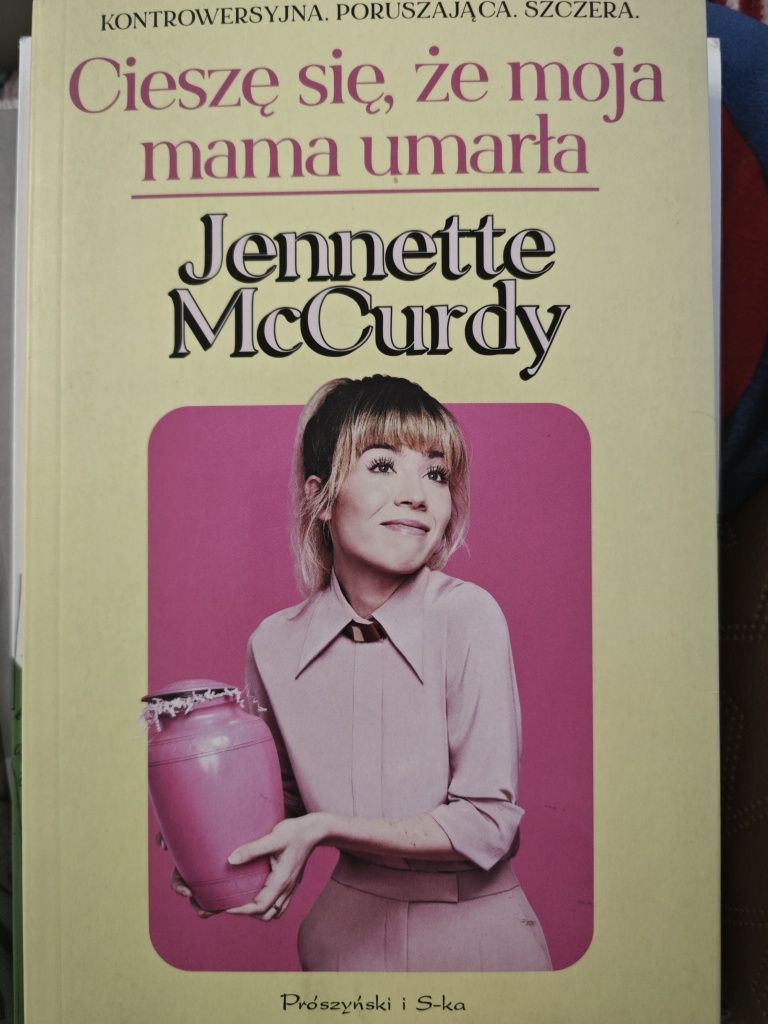 KONTROWERSYJNA. PORUSZAJĄCA. SZCZERA.
Cieszę się, że moja
mama umarła
Jennette
McCurdy
Prószyński i S-ka